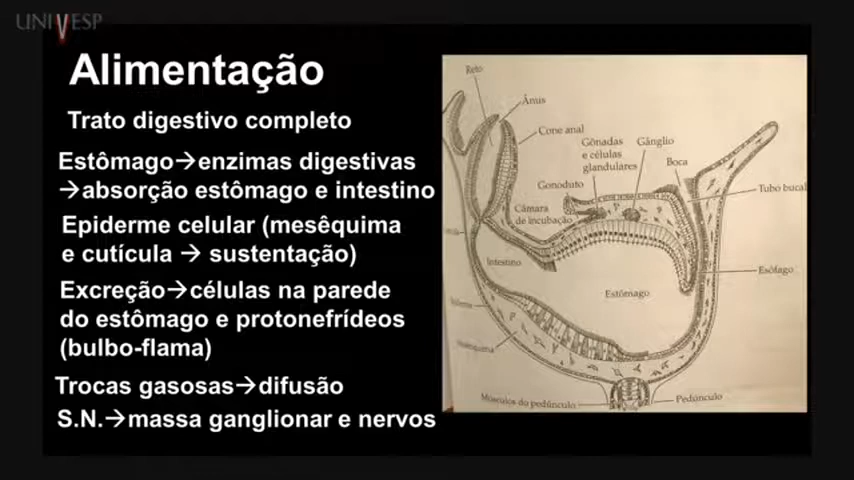 UNIVESP
Alimentação
Trato digestivo completo
Estômago→enzimas digestivas
→absorção estômago e intestino
Epiderme celular (mesêquima
e cutícula → sustentação)
Excreção→células na parede
do estômago e protonefrídeos
(bulbo-flama)
Trocas gasosas→difusão
S.N.→massa ganglionar e nervos
Reto
Ânus
Cone anal
Gônadas
e células
glandulares
Gânglio
Boca
Gonoduto
Câmara
de incubação
Tubo bucal
Intestino
Esôfago
Estômago
Músculos do pedúnculo
Pedúnculo